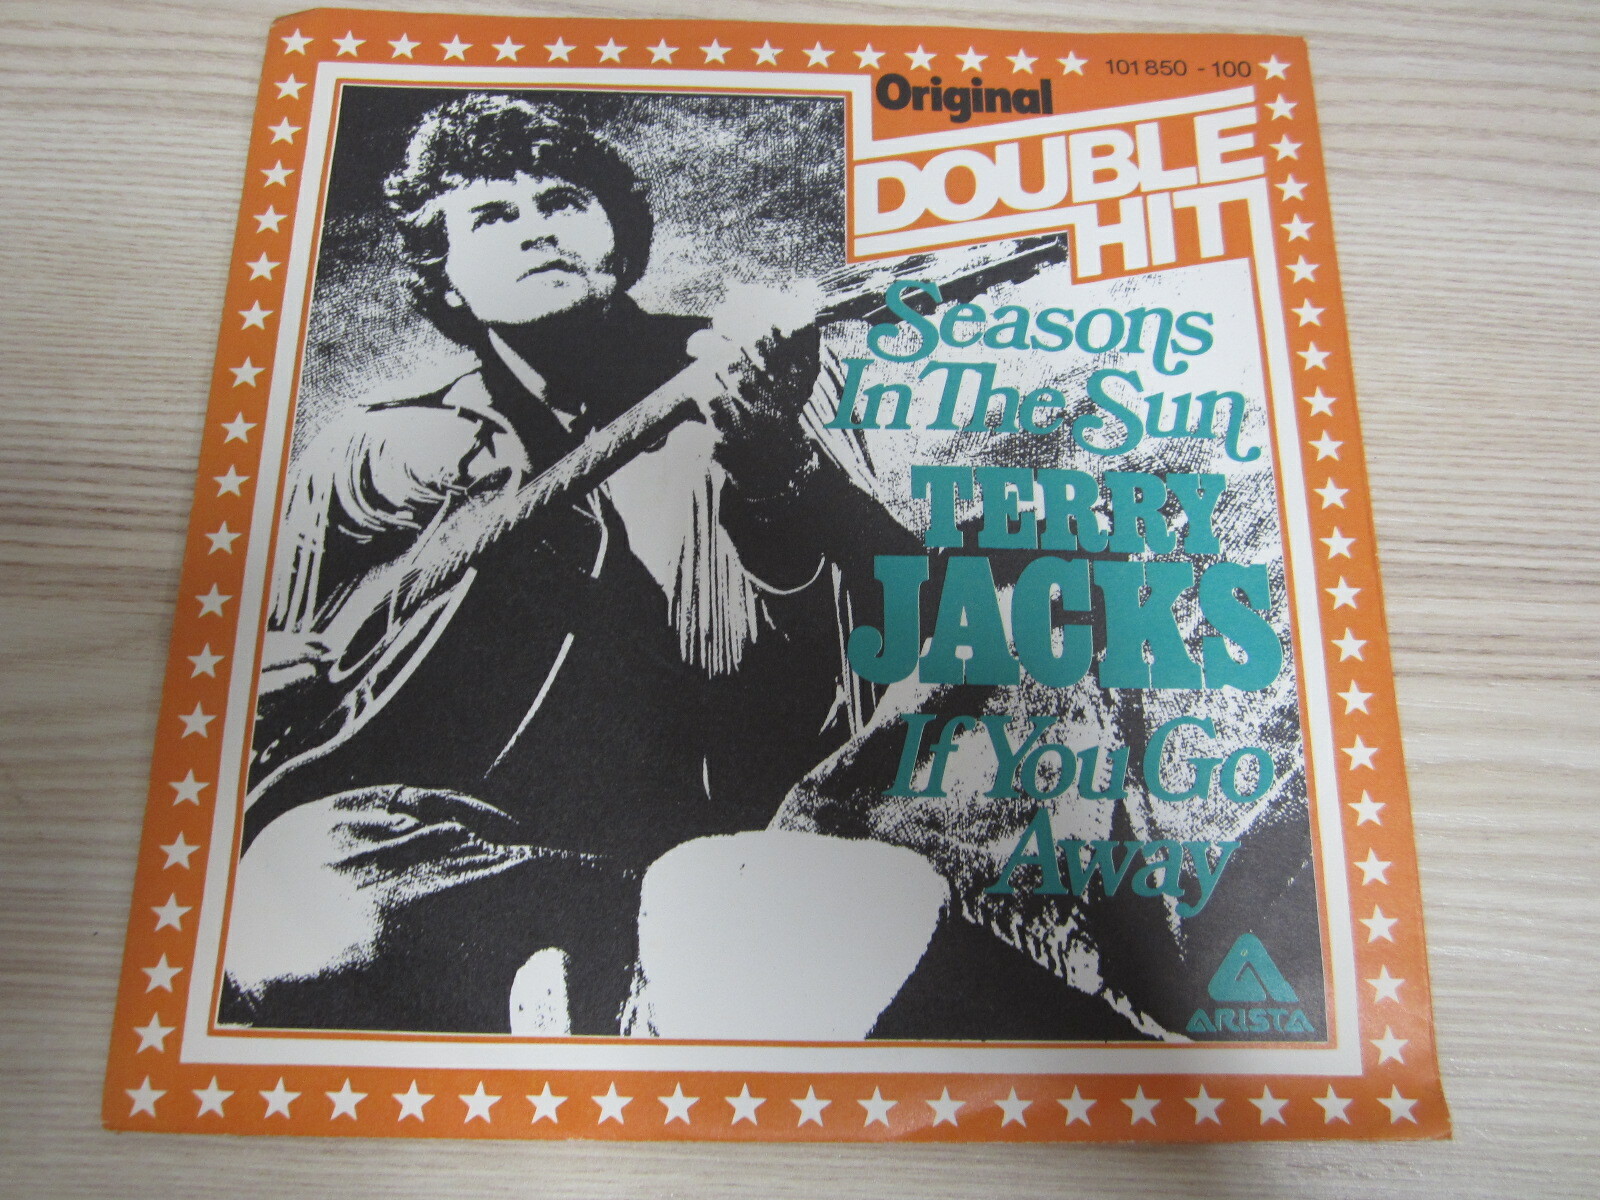 101 850 - 100
Original
DOUBLE
HIT
Seasons
In The Sun
TERRY
JACKS
If You Go
Away
ARISTA